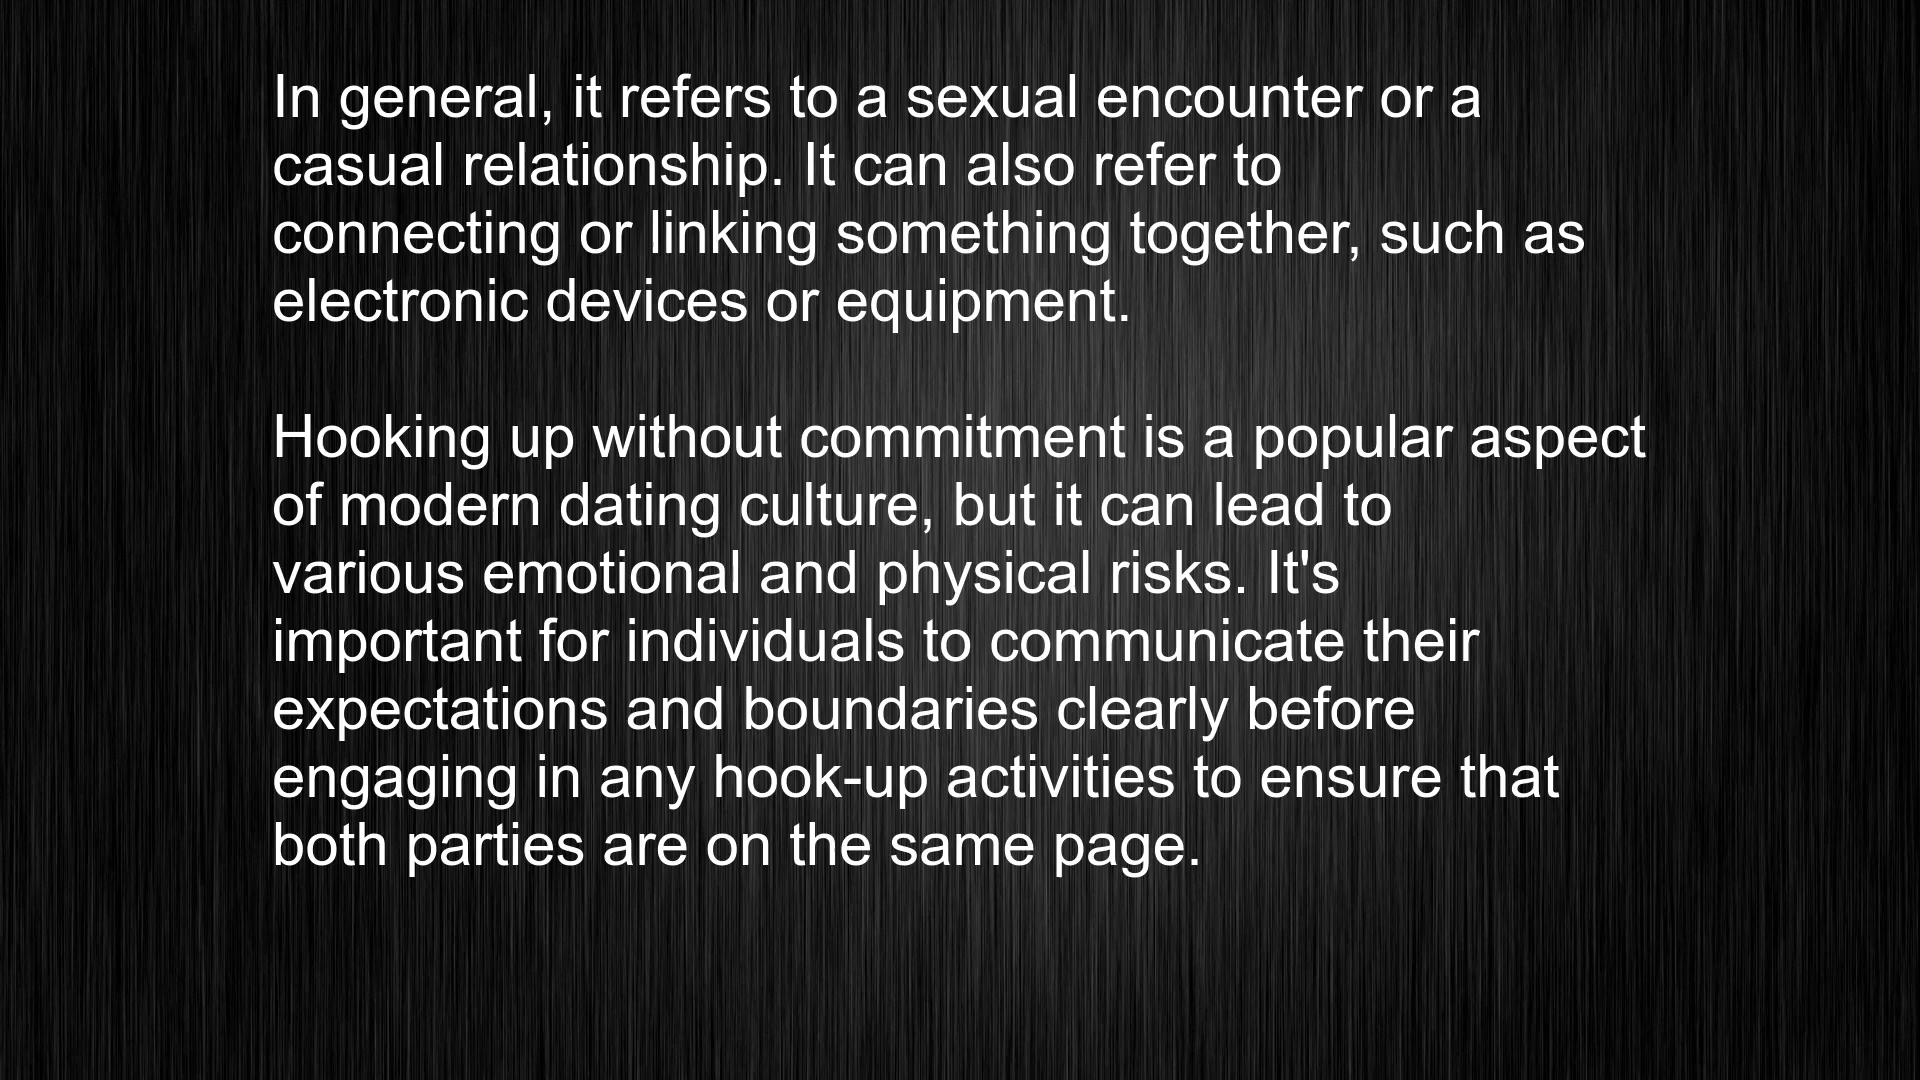 In general, it refers to a sexual encounter or a
casual relationship. It can also refer to
connecting or linking something together, such as
electronic devices or equipment.
Hooking up without commitment is a popular aspect
of modern dating culture, but it can lead to
various emotional and physical risks. It's
important for individuals to communicate their
expectations and boundaries clearly before
engaging in any hook-up activities to ensure that
both parties are on the same page.